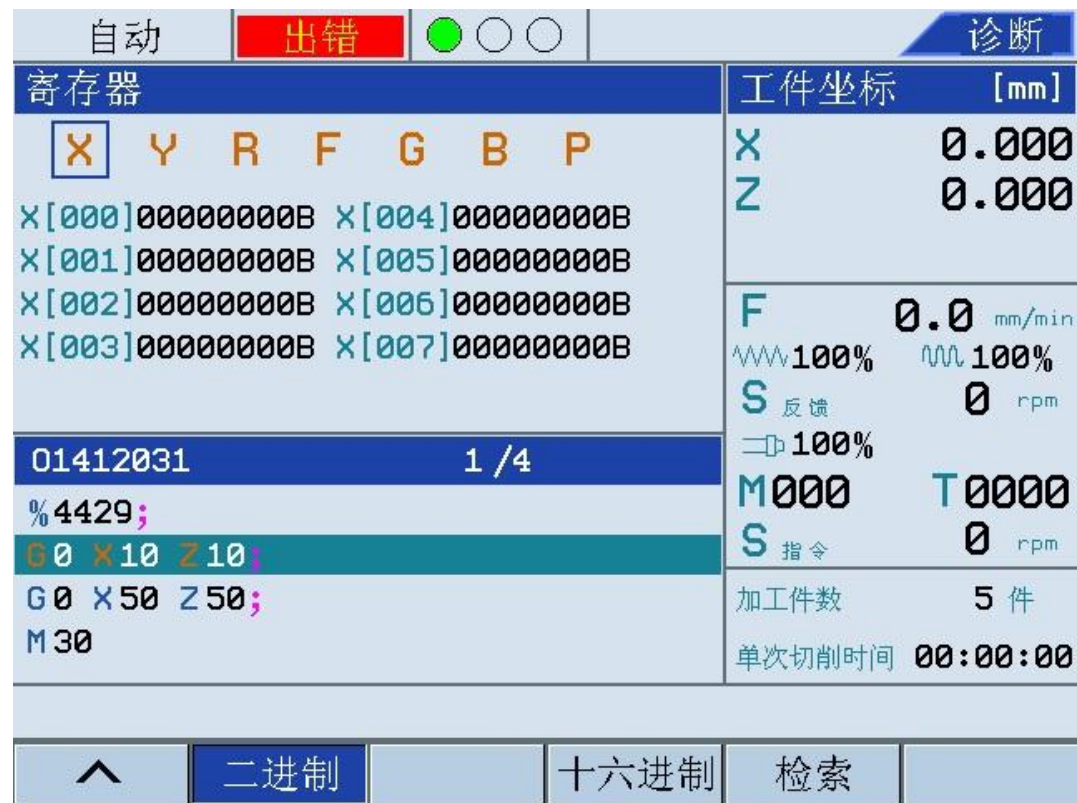 自动 出错 诊断
寄存器
X Y R F G B P
X[000]00000000B X[004]00000000B
X[001]00000000B X[005]00000000B
X[002]00000000B X[006]00000000B
X[003]00000000B X[007]00000000B
O1412031 1/4
%4429;
G0 X10 Z10;
G0 X50 Z50;
M30
工件坐标 [mm]
X 0.000
Z 0.000
F 0.0 mm/min
100% 100%
S 反馈 0 rpm
100%
M000 T0000
S 指令 0 rpm
加工件数 5 件
单次切削时间 00:00:00
二进制 十六进制 检索